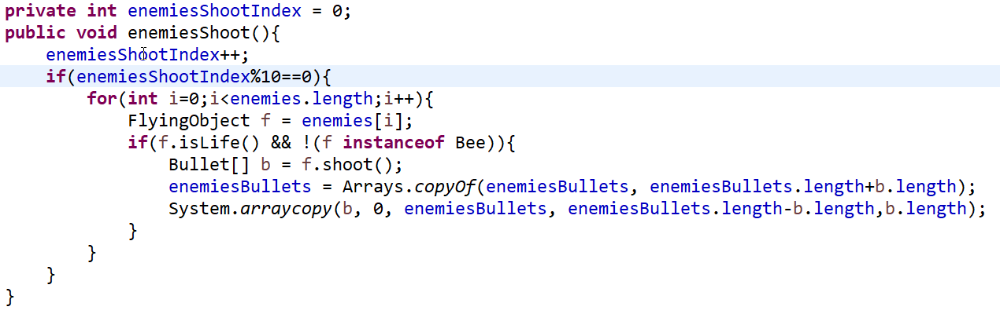 private int enemiesShootIndex = 0;
public void enemiesShoot(){
    enemiesShootIndex++;
    if(enemiesShootIndex%10==0){
        for(int i=0;i<enemies.length;i++){
            FlyingObject f = enemies[i];
            if(f.isLife() && !(f instanceof Bee)){
                Bullet[] b = f.shoot();
                enemiesBullets = Arrays.copyOf(enemiesBullets, enemiesBullets.length+b.length);
                System.arraycopy(b, 0, enemiesBullets, enemiesBullets.length-b.length,b.length);
            }
        }
    }
}